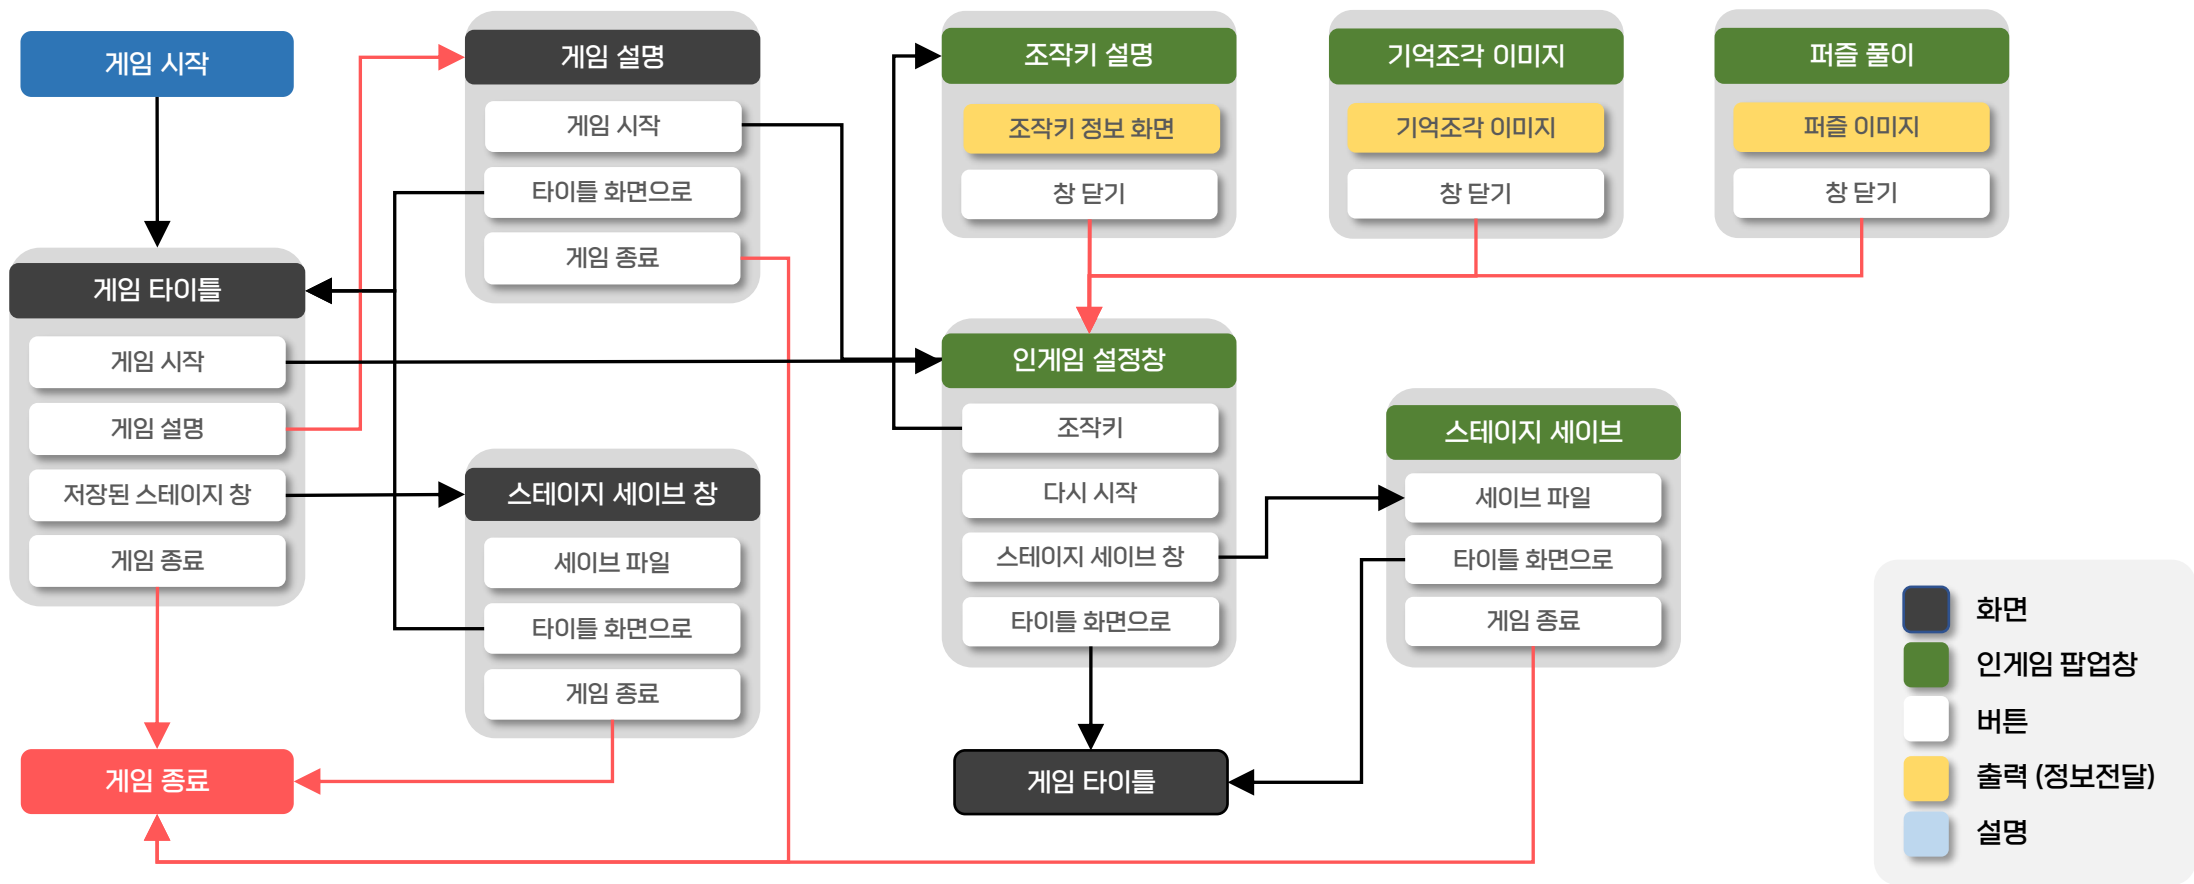 게임 시작
게임 타이틀
게임 시작
게임 설명
저장된 스테이지 창
게임 종료
게임 종료
게임 설명
게임 시작
타이틀 화면으로
게임 종료
스테이지 세이브 창
세이브 파일
타이틀 화면으로
게임 종료
조작키 설명
조작키 정보 화면
창 닫기
기억조각 이미지
기억조각 이미지
창 닫기
퍼즐 풀이
퍼즐 이미지
창 닫기
인게임 설정창
조작키
다시 시작
스테이지 세이브 창
타이틀 화면으로
게임 타이틀
스테이지 세이브
세이브 파일
타이틀 화면으로
게임 종료
화면
인게임 팝업창
버튼
출력 (정보전달)
설명